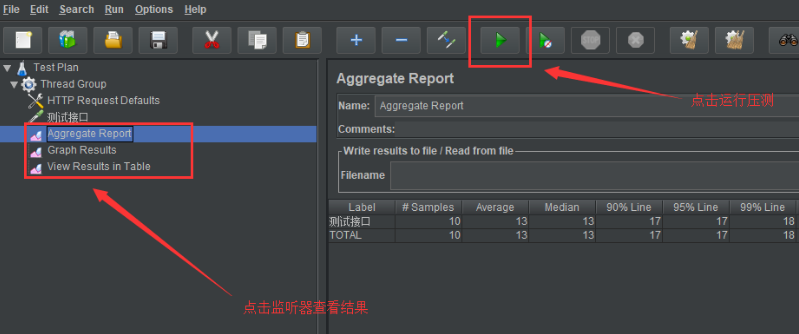 File Edit Search Run Options Help
STOP
Test Plan
Thread Group
HTTP Request Defaults
测试接口
Aggregate Report
Graph Results
View Results in Table
点击监听器查看结果
点击运行压测
Aggregate Report
Name: Aggregate Report
Comments:
Write results to file / Read from file
Filename
Label # Samples Average Median 90% Line 95% Line 99% Line
测试接口 10 13 13 17 17 18
TOTAL 10 13 13 17 17 18